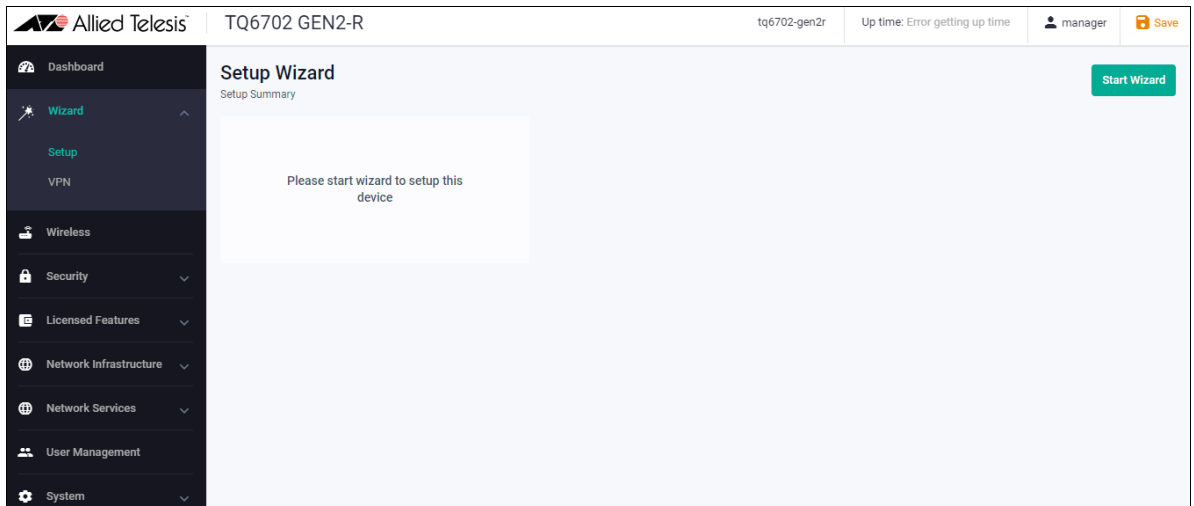 Allied Telesis
TQ6702 GEN2-R
tq6702-gen2r
Up time: Error getting up time
manager
Save
Dashboard
Wizard
Setup
VPN
Wireless
Security
Licensed Features
Network Infrastructure
Network Services
User Management
System
Setup Wizard
Setup Summary
Start Wizard
Please start wizard to setup this
device